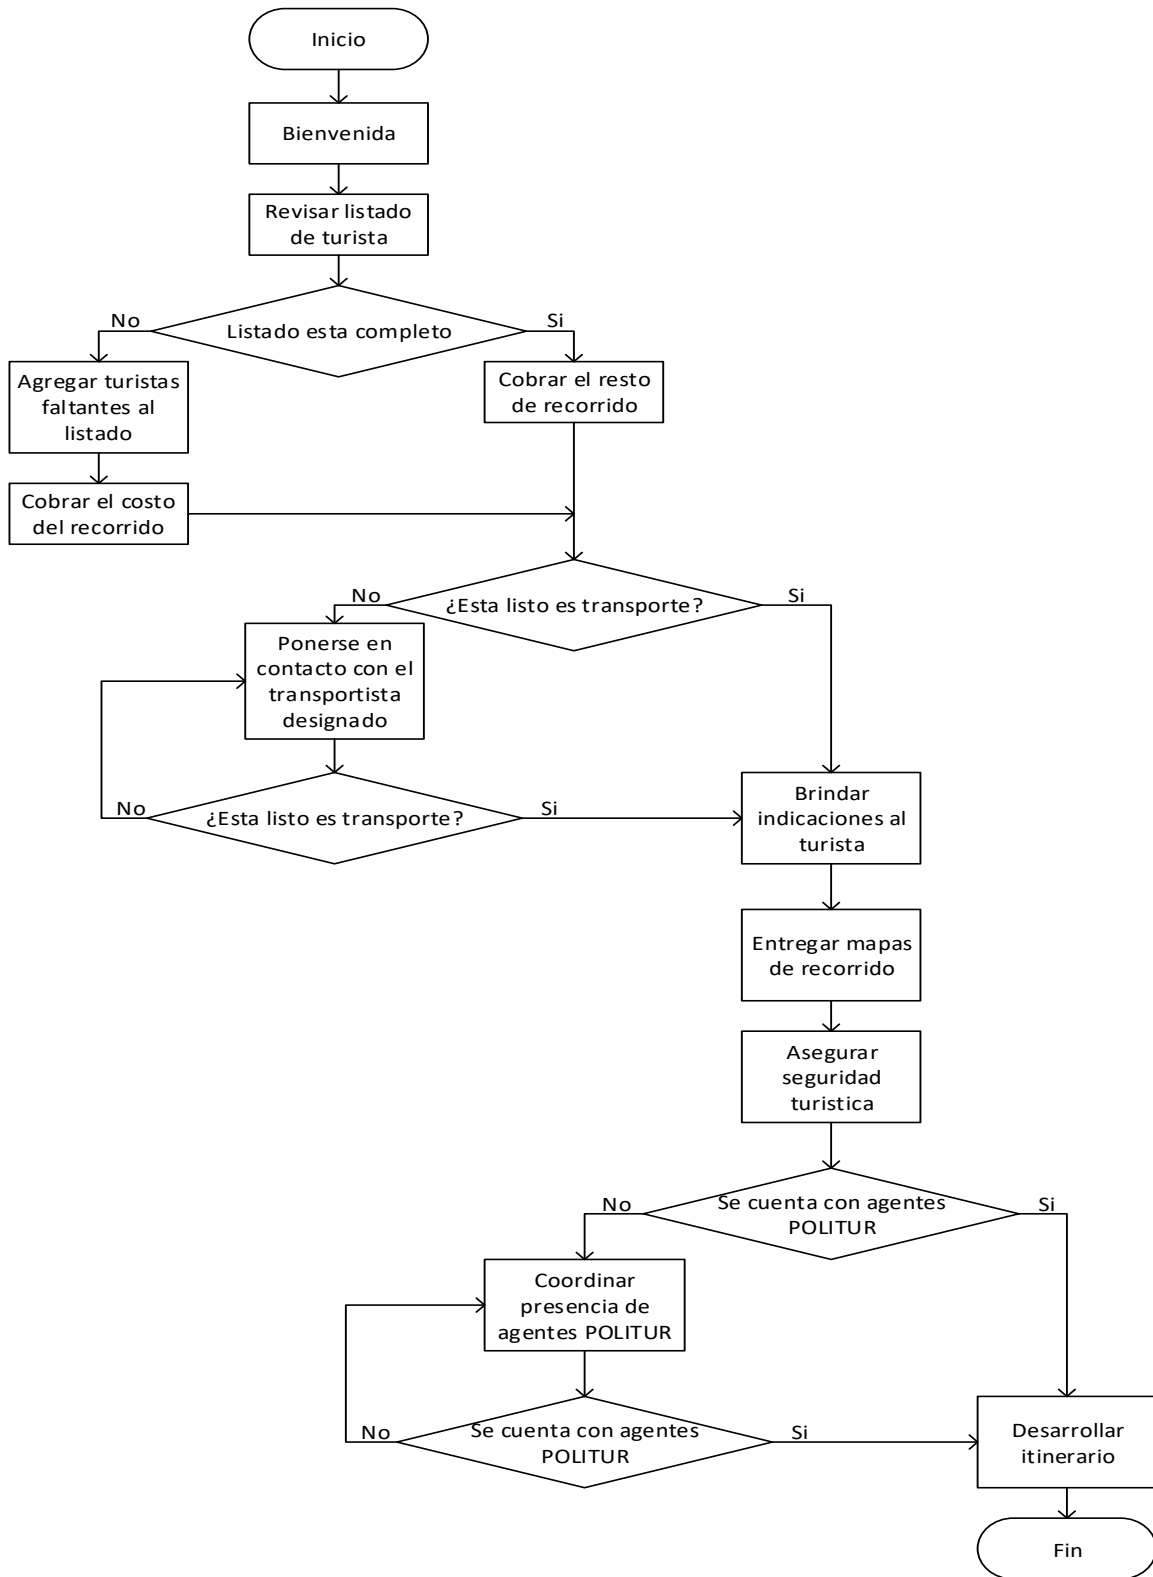 Inicio
Bienvenida
Revisar listado
de turista
Listado esta completo
No
Si
Agregar turistas
faltantes al
listado
Cobrar el resto
de recorrido
Cobrar el costo
del recorrido
¿Esta listo es transporte?
No
Si
Ponerse en
contacto con el
transportista
designado
¿Esta listo es transporte?
No
Si
Brindar
indicaciones al
turista
Entregar mapas
de recorrido
Asegurar
seguridad
turistica
Se cuenta con agentes
POLITUR
No
Si
Coordinar
presencia de
agentes POLITUR
Se cuenta con agentes
POLITUR
No
Si
Desarrollar
itinerario
Fin